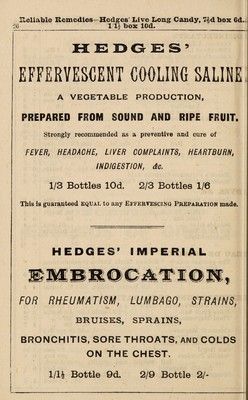 Reliable Remedies—Hedges' Live Long Candy, 7½d box 6d.
26 1 1½ box 10d.
HEDGES'
EFFERVESCENT COOLING SALINE
A VEGETABLE PRODUCTION,
PREPARED FROM SOUND AND RIPE FRUIT.
Strongly recommended as a preventive and cure of
FEVER, HEADACHE, LIVER COMPLAINTS, HEARTBURN,
INDIGESTION, &c.
1/3 Bottles 10d. 2/3 Bottles 1/6
This is guaranteed EQUAL to any EFFERVESCING PREPARATION made.
HEDGES' IMPERIAL
EMBROCATION,
FOR RHEUMATISM, LUMBAGO, STRAINS,
BRUISES, SPRAINS,
BRONCHITIS, SORE THROATS, AND COLDS
ON THE CHEST.
1/1½ Bottle 9d. 2/9 Bottle 2/-